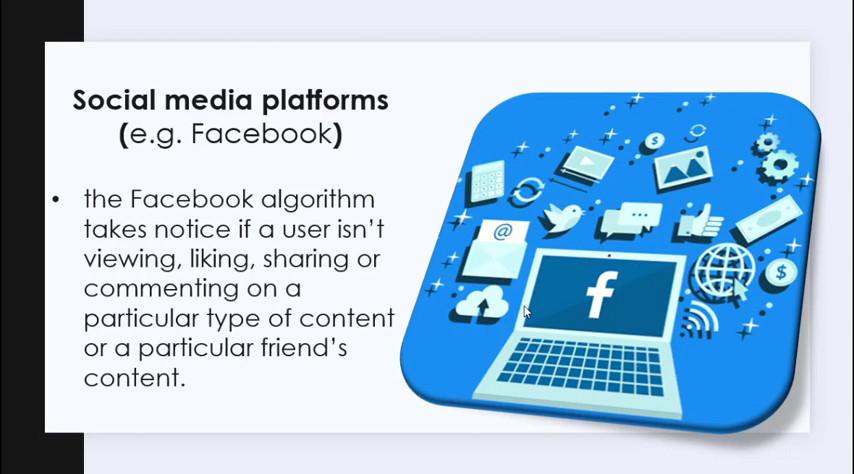 Social media platforms
(e.g. Facebook)
• the Facebook algorithm
takes notice if a user isn’t
viewing, liking, sharing or
commenting on a
particular type of content
or a particular friend’s
content.
@
$
$
f